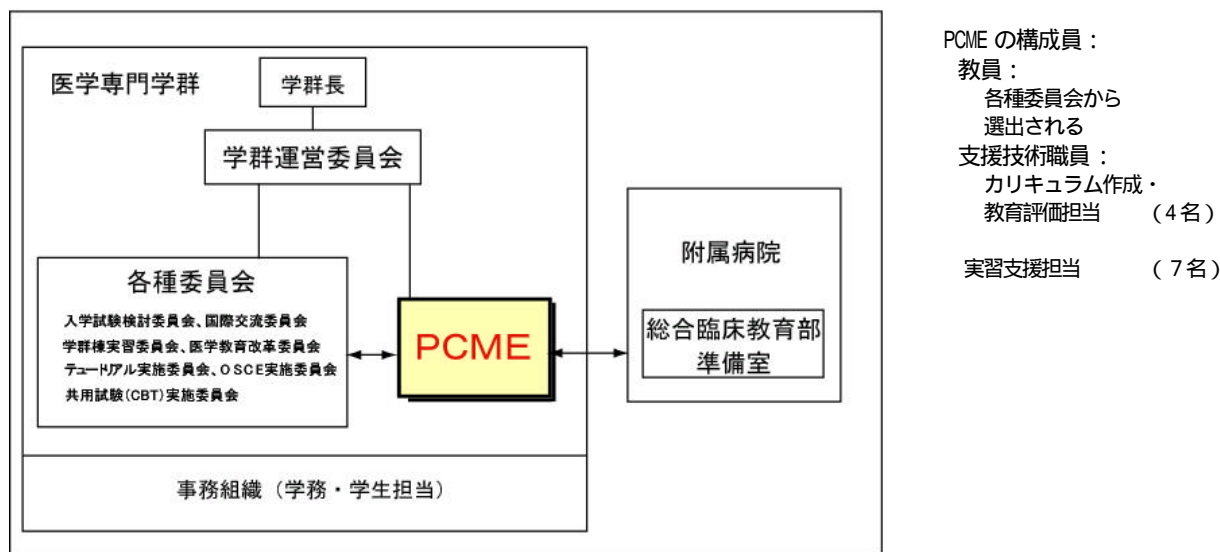 医学専門学群
学群長
学群運営委員会
各種委員会
入学試験検討委員会、国際交流委員会
学群棟実習委員会、医学教育改革委員会
テュートリアル実施委員会、OSCE実施委員会
共用試験(CBT)実施委員会
PCME
附属病院
総合臨床教育部
準備室
事務組織（学務・学生担当）
PCME の構成員：
教員：
各種委員会から
選出される
支援技術職員：
カリキュラム作成・
教育評価担当 （4名）
実習支援担当 （7名）